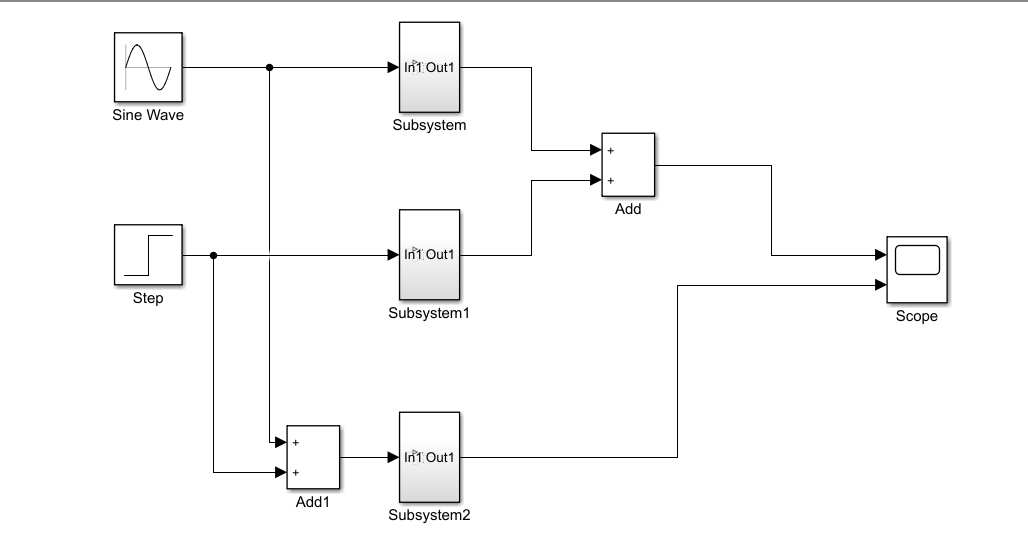 In1 Out1
Sine Wave
Subsystem
+
+
Add
In1 Out1
Step
Subsystem1
Scope
+
+
In1 Out1
Add1
Subsystem2